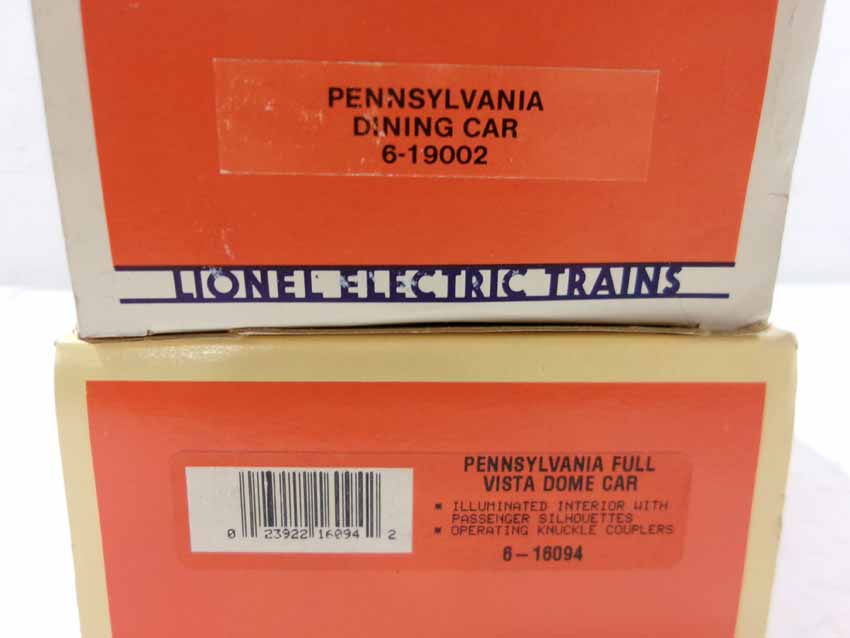 PENNSYLVANIA
DINING CAR
6-19002
LIONEL ELECTRIC TRAINS
PENNSYLVANIA FULL
VISTA DOME CAR
* ILLUMINATED INTERIOR WITH
PASSENGER SILHOUETTES
* OPERATING KNUCKLE COUPLERS
6-16094
0 23922 16094 2